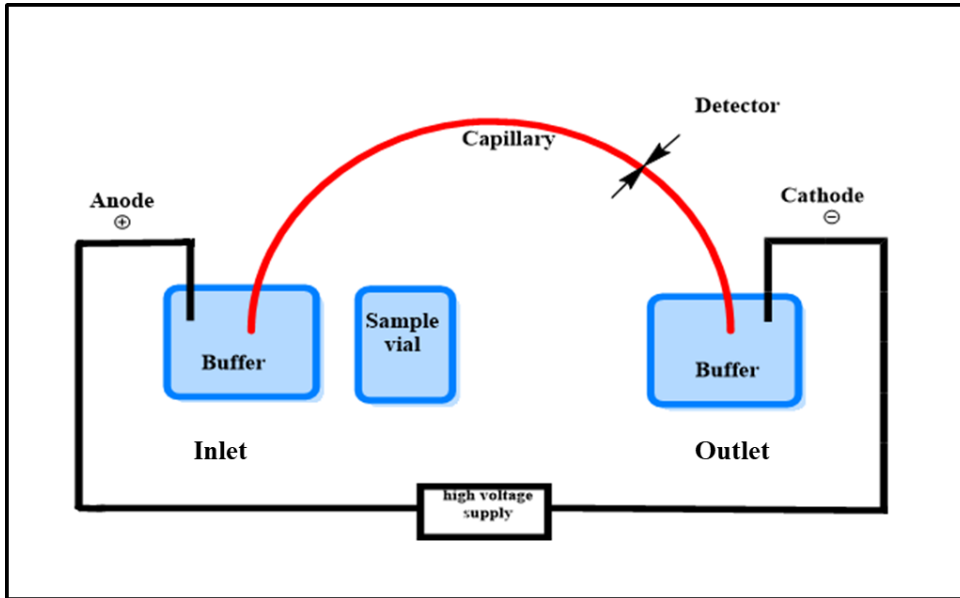 Detector
Capillary
Anode
⊕
Cathode
⊖
Sample
vial
Buffer
Buffer
Inlet
Outlet
high voltage
supply